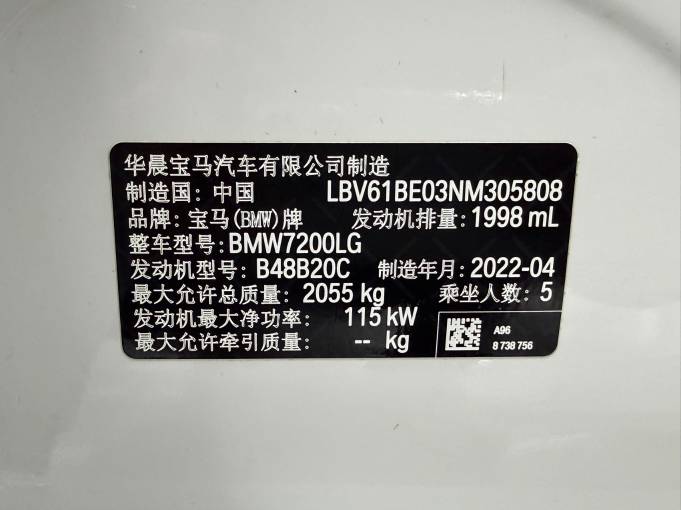 华晨宝马汽车有限公司制造
制造国: 中国 LBV61BE03NM305808
品牌: 宝马(BMW)牌 发动机排量: 1998 mL
整车型号: BMW7200LG
发动机型号: B48B20C 制造年月: 2022-04
最大允许总质量: 2055 kg 乘坐人数: 5
发动机最大净功率: 115 kW
最大允许牵引质量: -- kg
A96
8 738 756